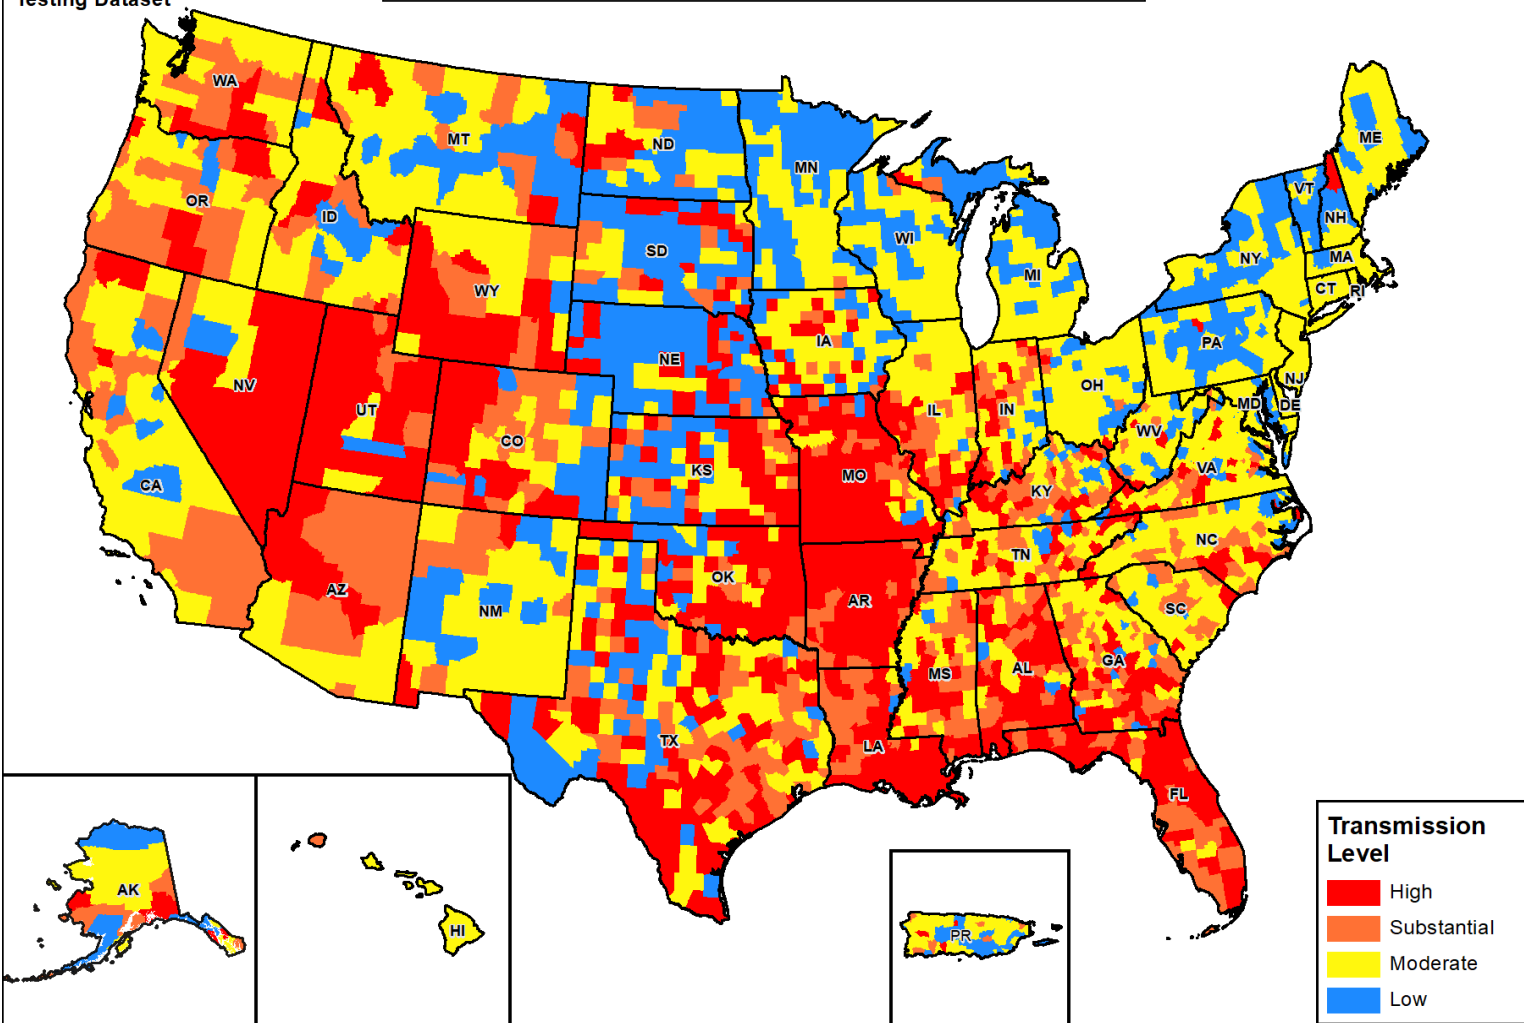 Testing Dataset
WA
MT
ND
MN
ME
OR
ID
SD
WI
MI
VT
NH
NY
MA
CT
RI
WY
IA
NE
PA
NV
UT
CO
IL
IN
OH
NJ
MD
DE
WV
CA
KS
MO
KY
VA
AZ
NM
OK
AR
TN
NC
SC
MS
AL
GA
TX
LA
FL
AK
HI
PR
Transmission
Level
High
Substantial
Moderate
Low